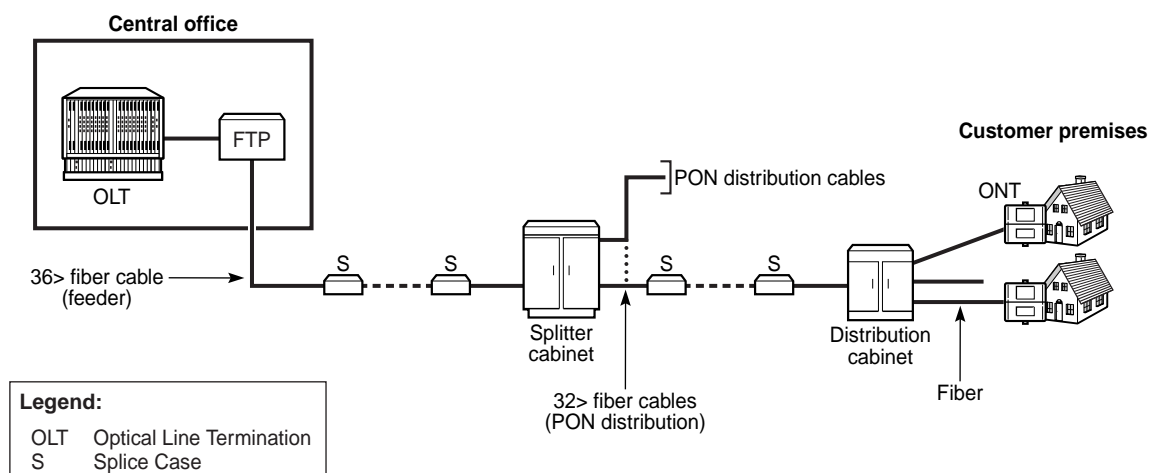 Central office
FTP
OLT
Customer premises
PON distribution cables
ONT
36> fiber cable
(feeder)
S
S
S
S
Splitter
cabinet
Distribution
cabinet
32> fiber cables
(PON distribution)
Fiber
Legend:
OLT Optical Line Termination
S Splice Case